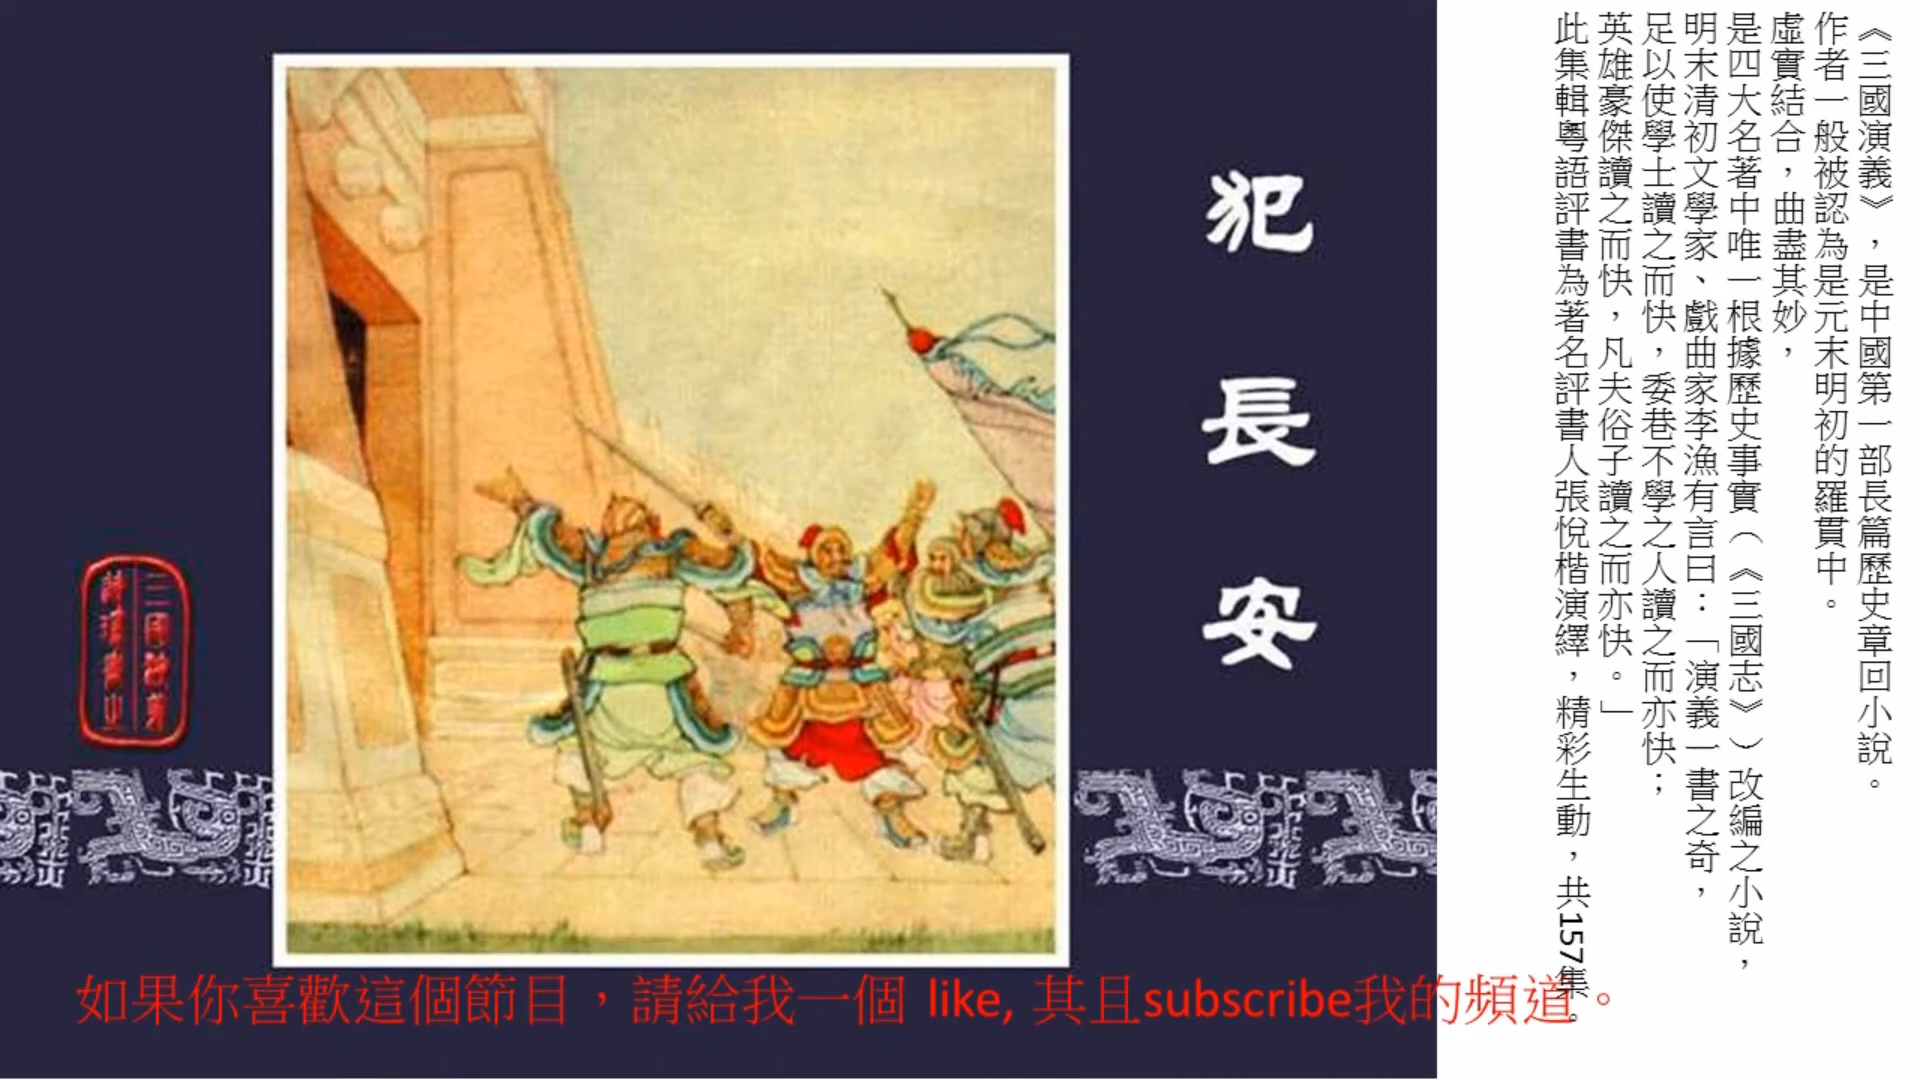 《三國演義》，是中國第一部長篇歷史章回小說。
作者一般被認為是元末明初的羅貫中。
虛實結合，曲盡其妙，
是四大名著中唯一根據歷史事實（《三國志》）改編之小說，
明末清初文學家、戲曲家李漁有言曰：「演義一書之奇，
足以使學士讀之而快，委巷不學之人讀之而亦快；
英雄豪傑讀之而快，凡夫俗子讀之而亦快。」
此集輯粵語評書為著名評書人張悅楷演繹，精彩生動，共157集。
犯長安
三國
如果你喜歡這個節目，請給我一個 like, 其且subscribe我的頻道。